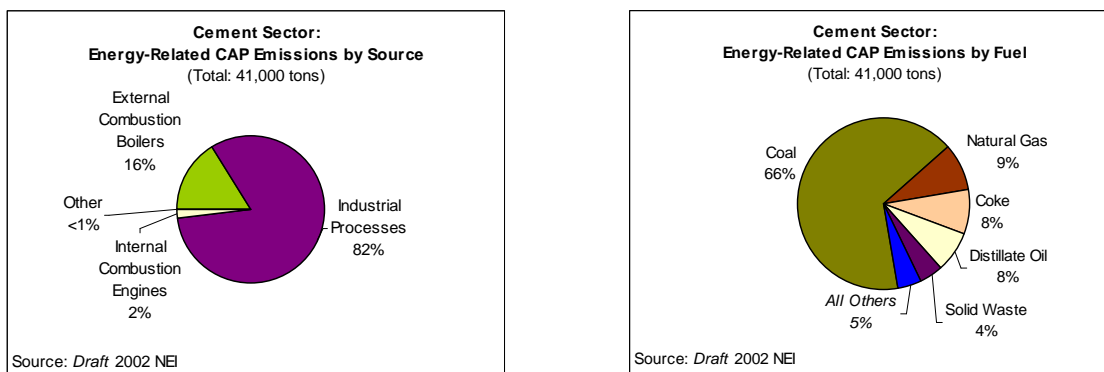 Cement Sector:
Energy-Related CAP Emissions by Source
(Total: 41,000 tons)
External
Combustion
Boilers
16%
Other
<1%
Internal
Combustion
Engines
2%
Industrial
Processes
82%
Source: Draft 2002 NEI
Cement Sector:
Energy-Related CAP Emissions by Fuel
(Total: 41,000 tons)
Coal
66%
Natural Gas
9%
Coke
8%
Distillate Oil
8%
Solid Waste
4%
All Others
5%
Source: Draft 2002 NEI